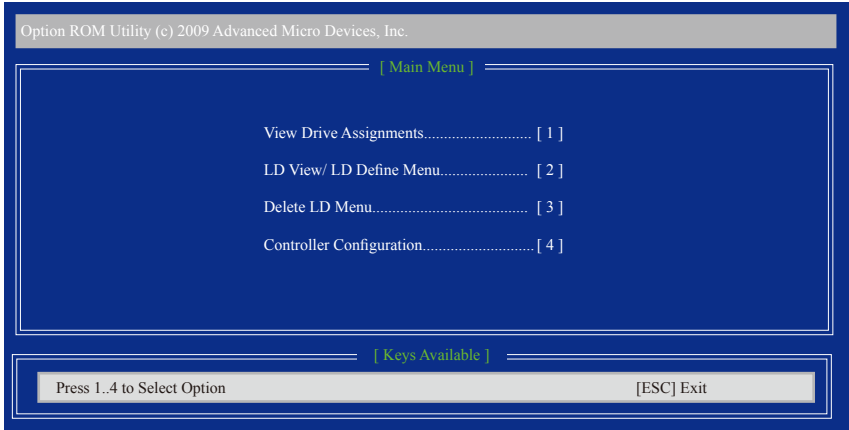 Option ROM Utility (c) 2009 Advanced Micro Devices, Inc.
[ Main Menu ]
View Drive Assignments........................... [ 1 ]
LD View/ LD Define Menu...................... [ 2 ]
Delete LD Menu....................................... [ 3 ]
Controller Configuration............................[ 4 ]
[ Keys Available ]
Press 1..4 to Select Option [ESC] Exit